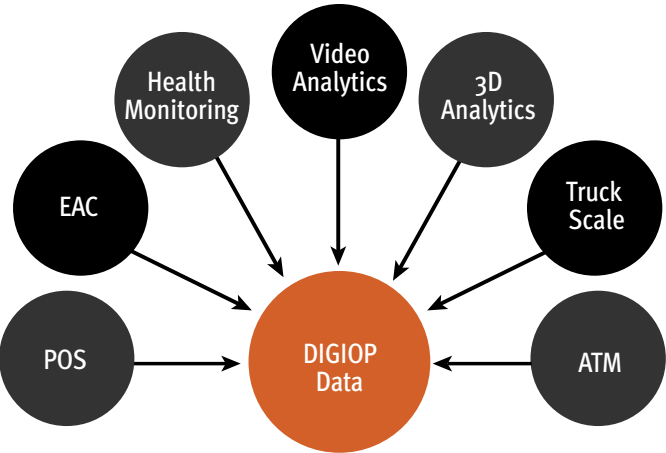 Video
Analytics
Health
Monitoring
3D
Analytics
EAC
Truck
Scale
POS
DIGIOP
Data
ATM